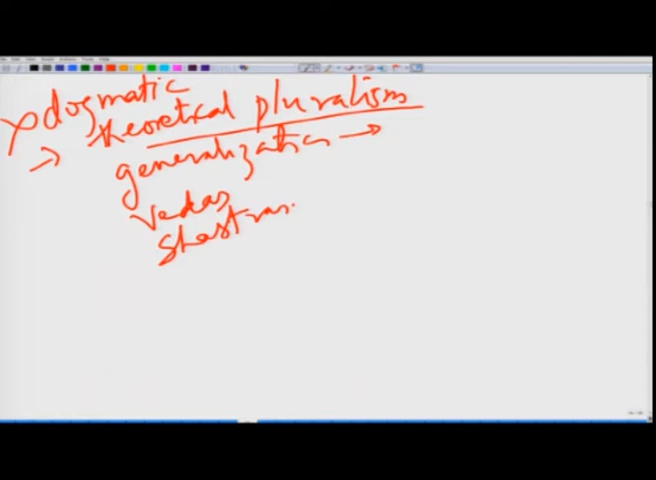 dogmatic
→ theoretical pluralism
generalization →
Vedas
Shastras